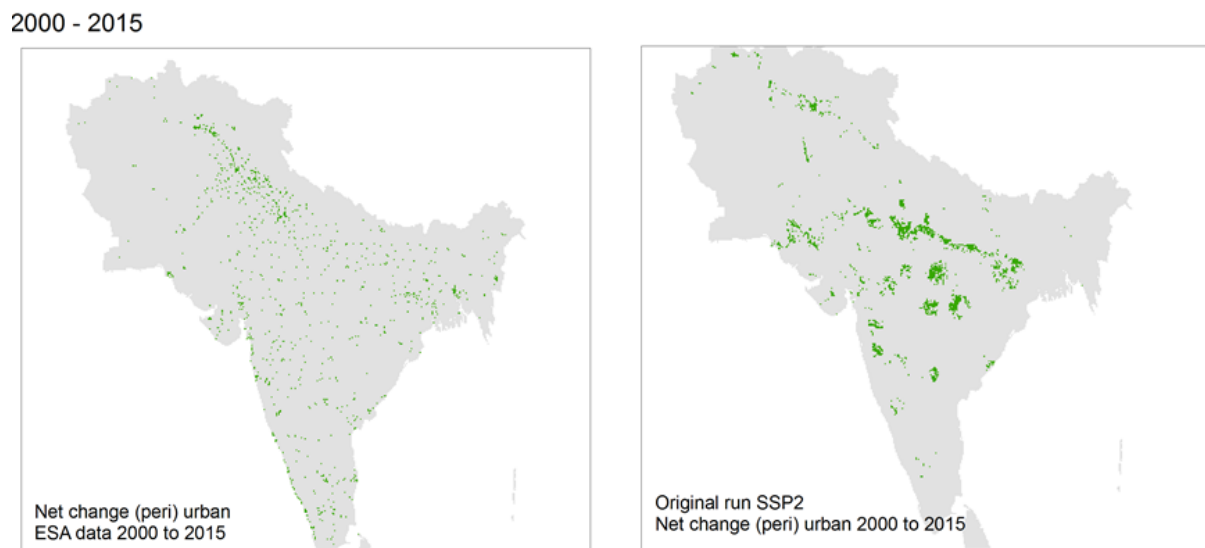 2000 - 2015
Net change (peri) urban
ESA data 2000 to 2015
Original run SSP2
Net change (peri) urban 2000 to 2015